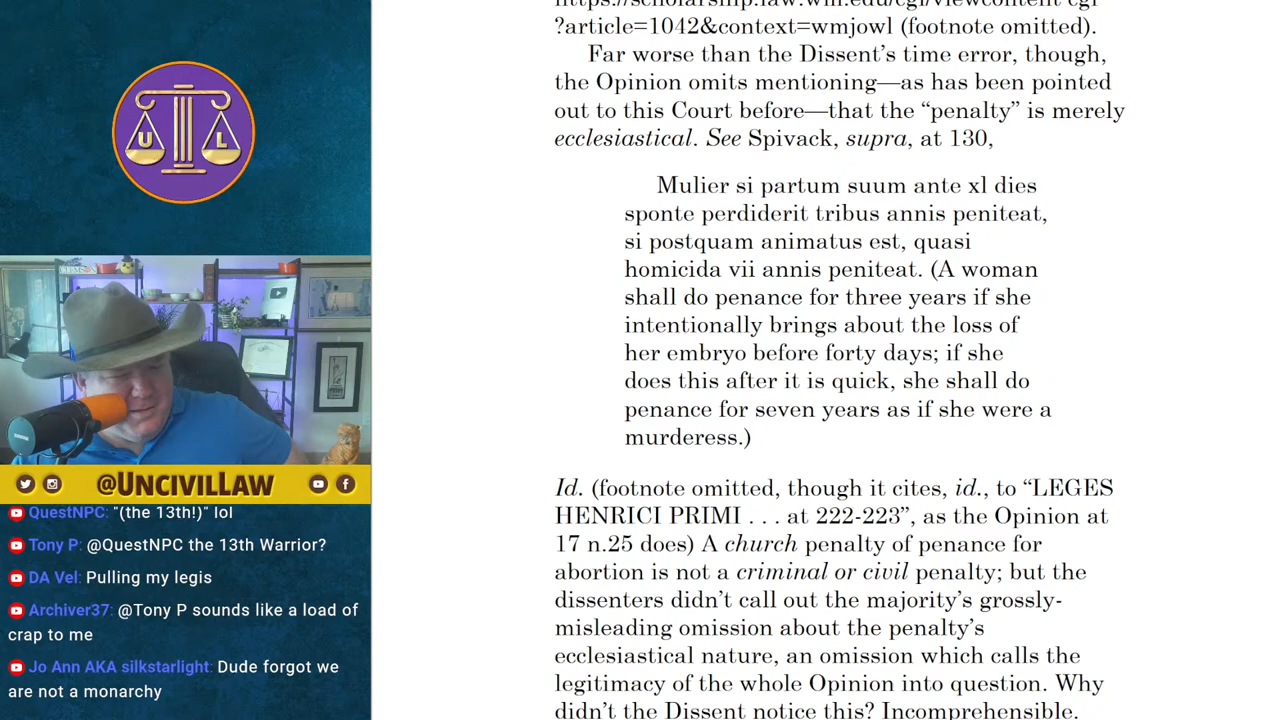 https://scholarship.law.wm.edu/cgi/viewcontent cgi
?article=1042&context=wmjowl (footnote omitted).
Far worse than the Dissent's time error, though,
the Opinion omits mentioning—as has been pointed
out to this Court before—that the “penalty” is merely
ecclesiastical. See Spivack, supra, at 130,
Mulier si partum suum ante xl dies
sponte perdiderit tribus annis peniteat,
si postquam animatus est, quasi
homicida vii annis peniteat. (A woman
shall do penance for three years if she
intentionally brings about the loss of
her embryo before forty days; if she
does this after it is quick, she shall do
penance for seven years as if she were a
murderess.)
Id. (footnote omitted, though it cites, id., to “LEGES
HENRICI PRIMI . . . at 222-223”, as the Opinion at
17 n.25 does) A church penalty of penance for
abortion is not a criminal or civil penalty; but the
dissenters didn't call out the majority's grossly-
misleading omission about the penalty's
ecclesiastical nature, an omission which calls the
legitimacy of the whole Opinion into question. Why
didn't the Dissent notice this? Incomprehensible.
U L
@UNCIVILLAW
QuestNPC: "(the 13th!)" lol
Tony P: @QuestNPC the 13th Warrior?
DA Vel: Pulling my legis
Archiver37: @Tony P sounds like a load of
crap to me
Jo Ann AKA silkstarlight: Dude forgot we
are not a monarchy